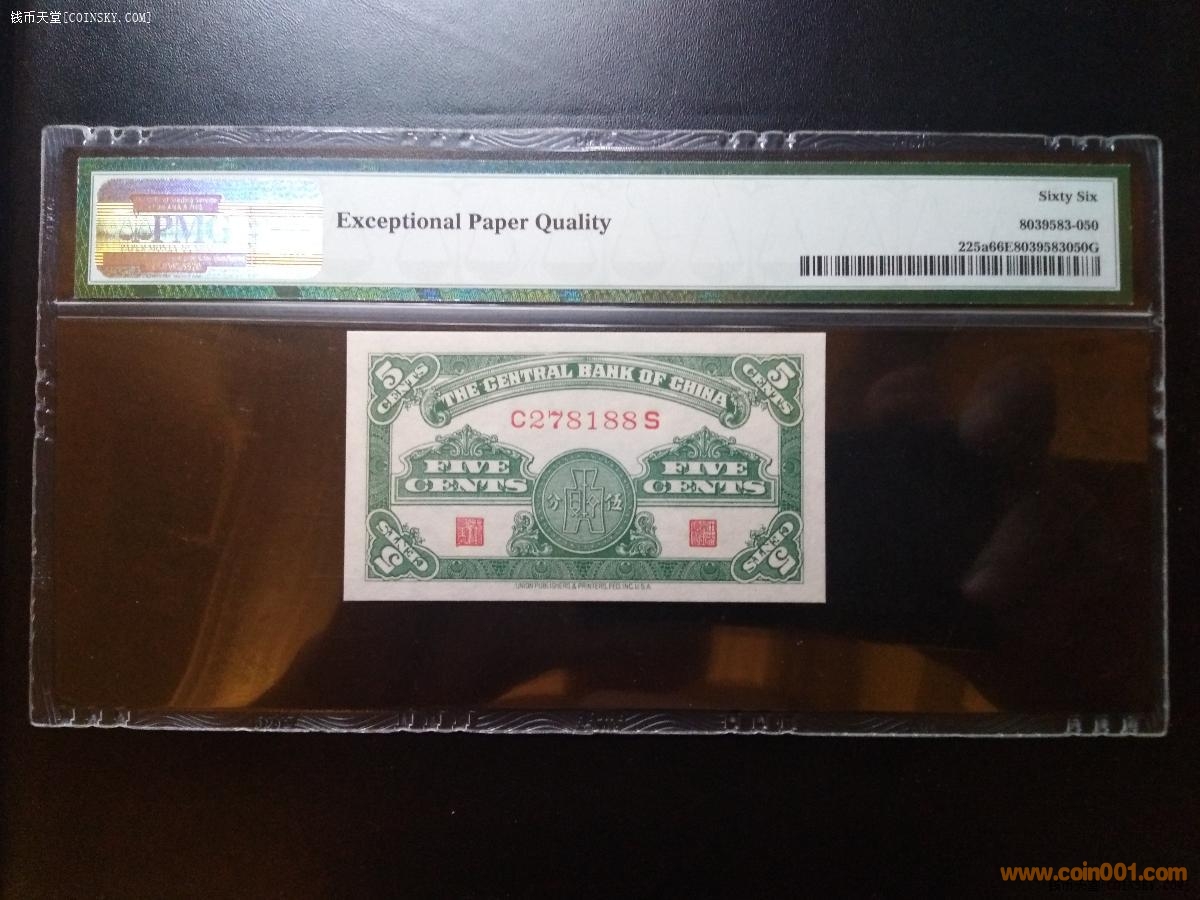 钱币天堂[COINSKY.COM]
Sixty Six
PMG
Exceptional Paper Quality
8039583-050
225a66E8039583050G
5 CENTS
THE CENTRAL BANK OF CHINA
5 CENTS
C278188S
FIVE CENTS
FIVE CENTS
分 伍
5 CENTS
5 CENTS
UNION PUBLISHERS & PRINTERS, FED. INC. U.S.A.
www.coin001.com